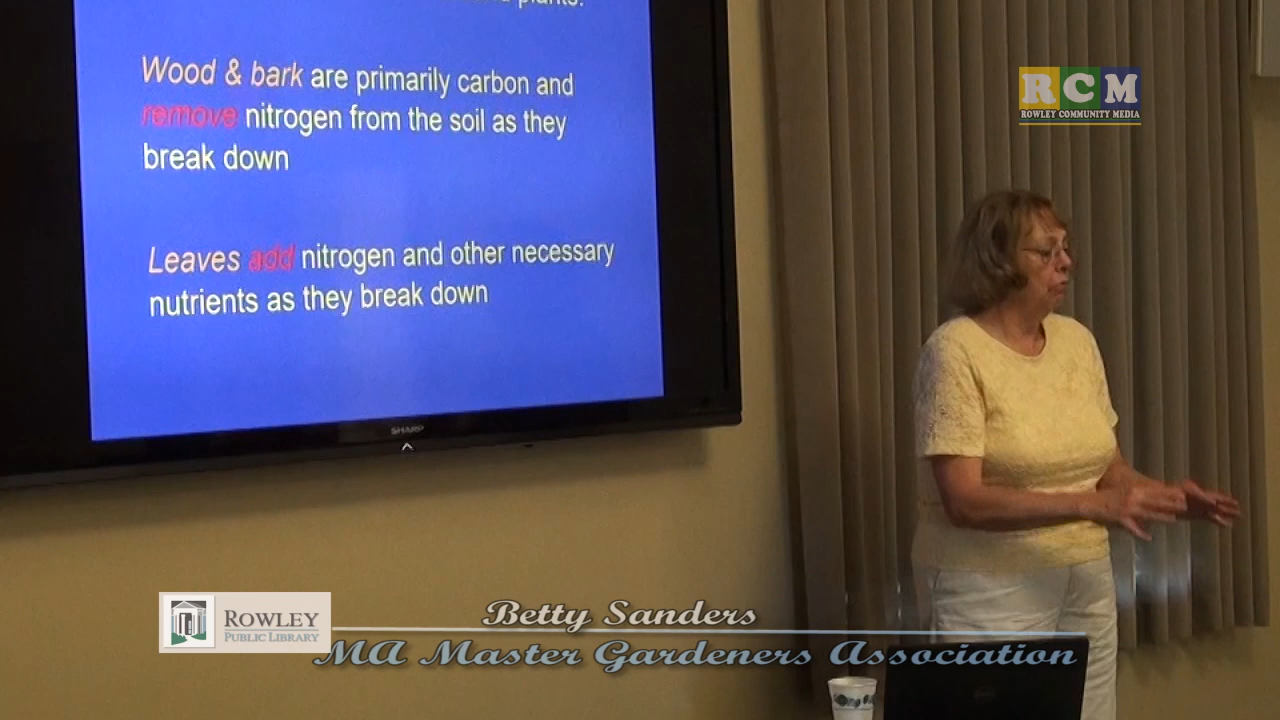 plants.
Wood & bark are primarily carbon and
remove nitrogen from the soil as they
break down
Leaves add nitrogen and other necessary
nutrients as they break down
SHARP
RCM
ROWLEY COMMUNITY MEDIA
ROWLEY
PUBLIC LIBRARY
Betty Sanders
MA Master Gardeners Association